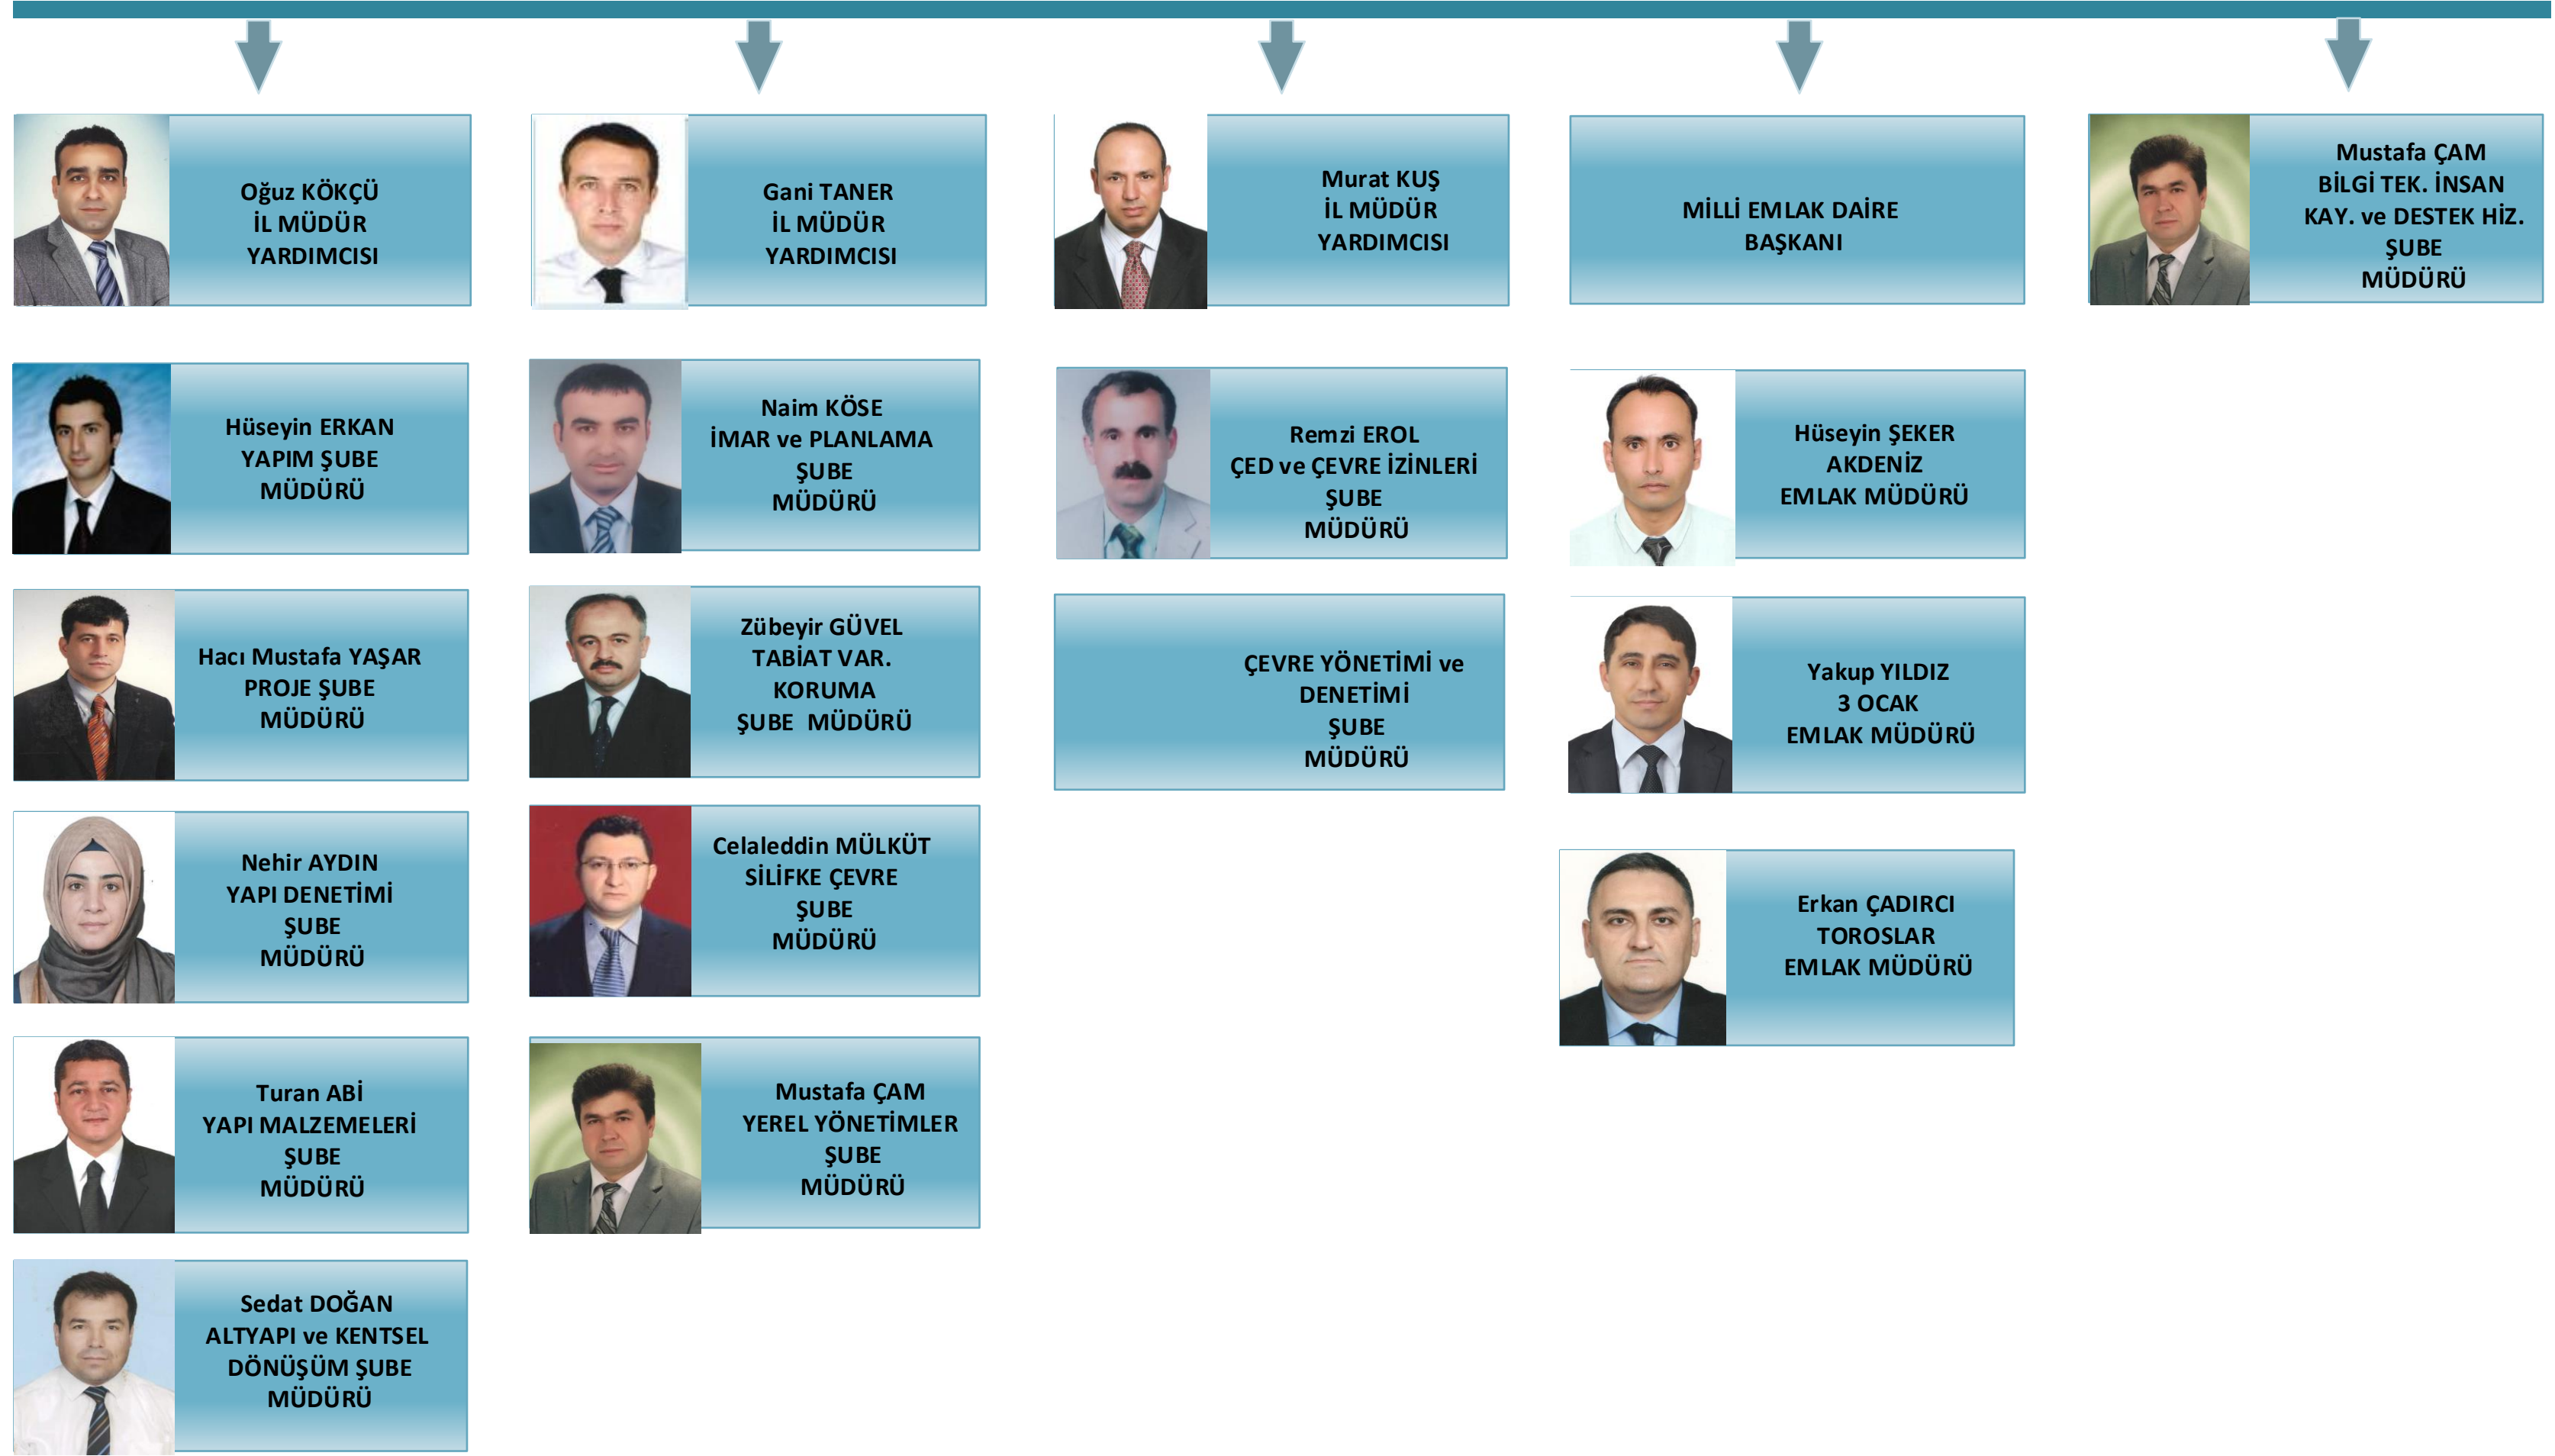 Oğuz KÖKÇÜ
İL MÜDÜR
YARDIMCISI
Hüseyin ERKAN
YAPIM ŞUBE
MÜDÜRÜ
Hacı Mustafa YAŞAR
PROJE ŞUBE
MÜDÜRÜ
Nehir AYDIN
YAPI DENETİMİ
ŞUBE
MÜDÜRÜ
Turan ABİ
YAPI MALZEMELERİ
ŞUBE
MÜDÜRÜ
Sedat DOĞAN
ALTYAPI ve KENTSEL
DÖNÜŞÜM ŞUBE
MÜDÜRÜ
Gani TANER
İL MÜDÜR
YARDIMCISI
Naim KÖSE
İMAR ve PLANLAMA
ŞUBE
MÜDÜRÜ
Zübeyir GÜVEL
TABİAT VAR.
KORUMA
ŞUBE  MÜDÜRÜ
Celaleddin MÜLKÜT
SİLİFKE ÇEVRE
ŞUBE
MÜDÜRÜ
Mustafa ÇAM
YEREL YÖNETİMLER
ŞUBE
MÜDÜRÜ
Murat KUŞ
İL MÜDÜR
YARDIMCISI
Remzi EROL
ÇED ve ÇEVRE İZİNLERİ
ŞUBE
MÜDÜRÜ
ÇEVRE YÖNETİMİ ve
DENETİMİ
ŞUBE
MÜDÜRÜ
MİLLİ EMLAK DAİRE
BAŞKANI
Hüseyin ŞEKER
AKDENİZ
EMLAK MÜDÜRÜ
Yakup YILDIZ
3 OCAK
EMLAK MÜDÜRÜ
Erkan ÇADIRCI
TOROSLAR
EMLAK MÜDÜRÜ
Mustafa ÇAM
BİLGİ TEK. İNSAN
KAY. ve DESTEK HİZ.
ŞUBE
MÜDÜRÜ